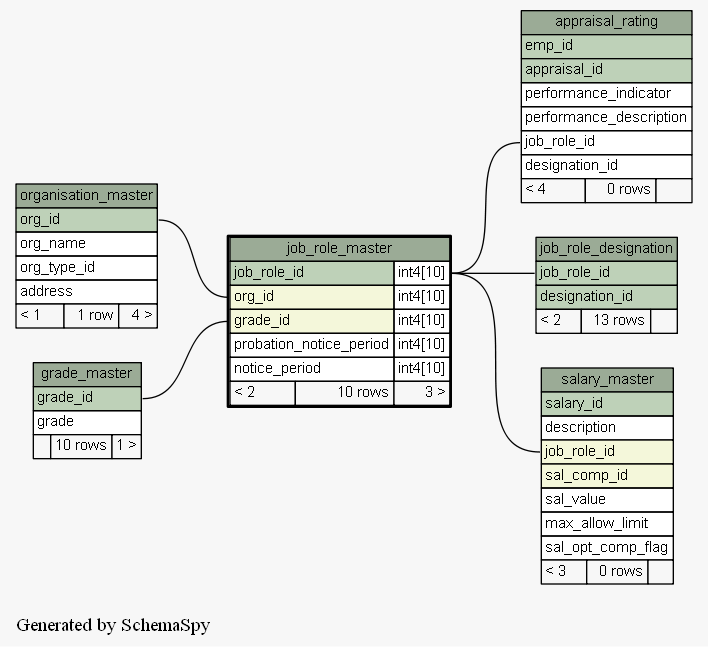 appraisal_rating
emp_id
appraisal_id
performance_indicator
performance_description
job_role_id
designation_id
< 4 0 rows
organisation_master
org_id
org_name
org_type_id
address
< 1 1 row 4 >
job_role_master
job_role_id int4[10]
org_id int4[10]
grade_id int4[10]
probation_notice_period int4[10]
notice_period int4[10]
< 2 10 rows 3 >
job_role_designation
job_role_id
designation_id
< 2 13 rows
grade_master
grade_id
grade
10 rows 1 >
salary_master
salary_id
description
job_role_id
sal_comp_id
sal_value
max_allow_limit
sal_opt_comp_flag
< 3 0 rows
Generated by SchemaSpy